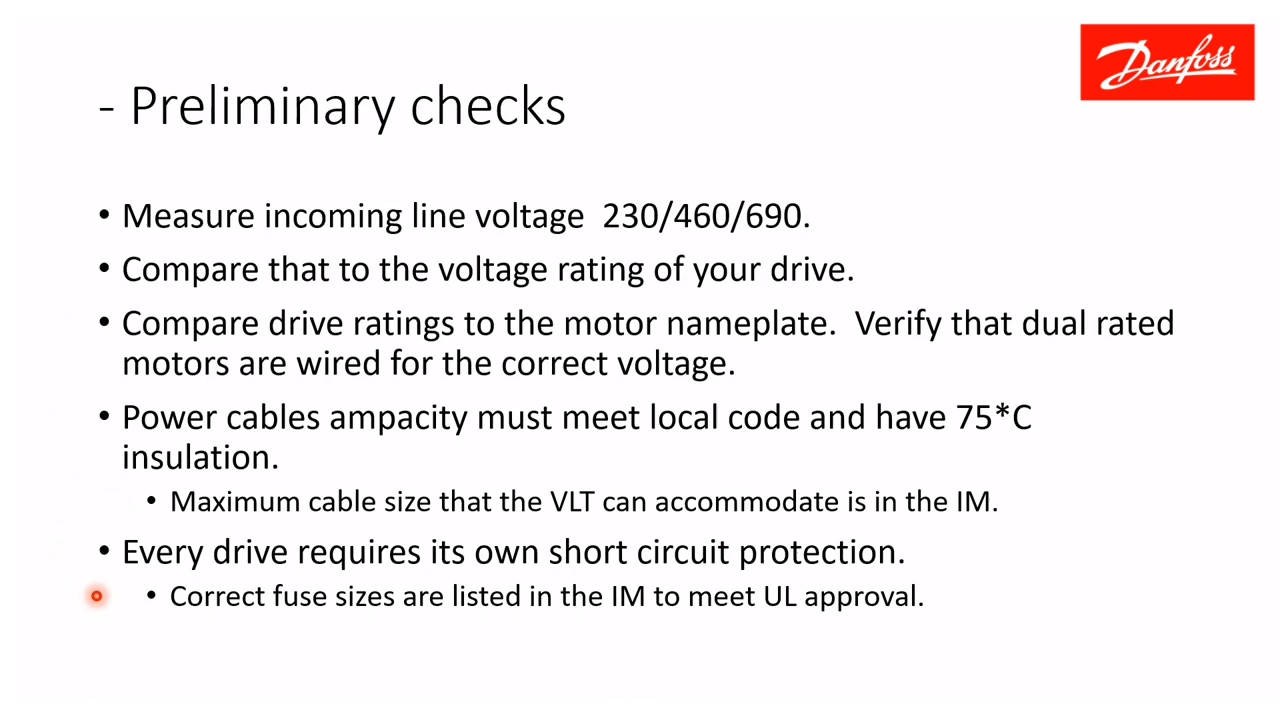 Danfoss
- Preliminary checks
• Measure incoming line voltage  230/460/690.
• Compare that to the voltage rating of your drive.
• Compare drive ratings to the motor nameplate.  Verify that dual rated
motors are wired for the correct voltage.
• Power cables ampacity must meet local code and have 75*C
insulation.
• Maximum cable size that the VLT can accommodate is in the IM.
• Every drive requires its own short circuit protection.
• Correct fuse sizes are listed in the IM to meet UL approval.